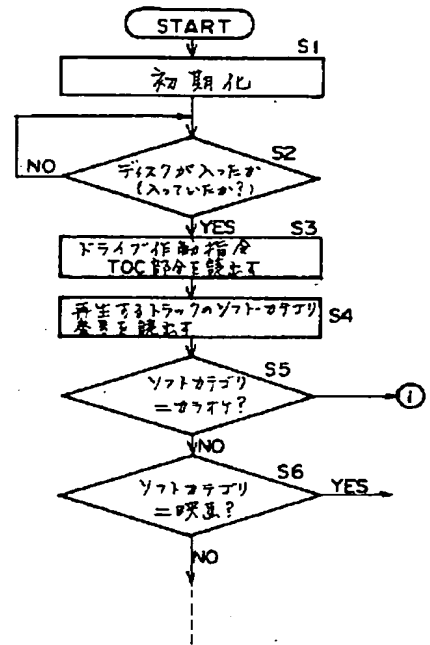 START
S1
初期化
ディスクが入ったか
(入っていたか?)
S2
NO
YES
S3
ドライブ作動指令
TOC部分を読出す
再生するトラックのソフト・カテゴリ
番号を読出す
S4
ソフトカテゴリ
=カラオケ?
S5
1
NO
ソフトカテゴリ
=映画?
S6
YES
NO